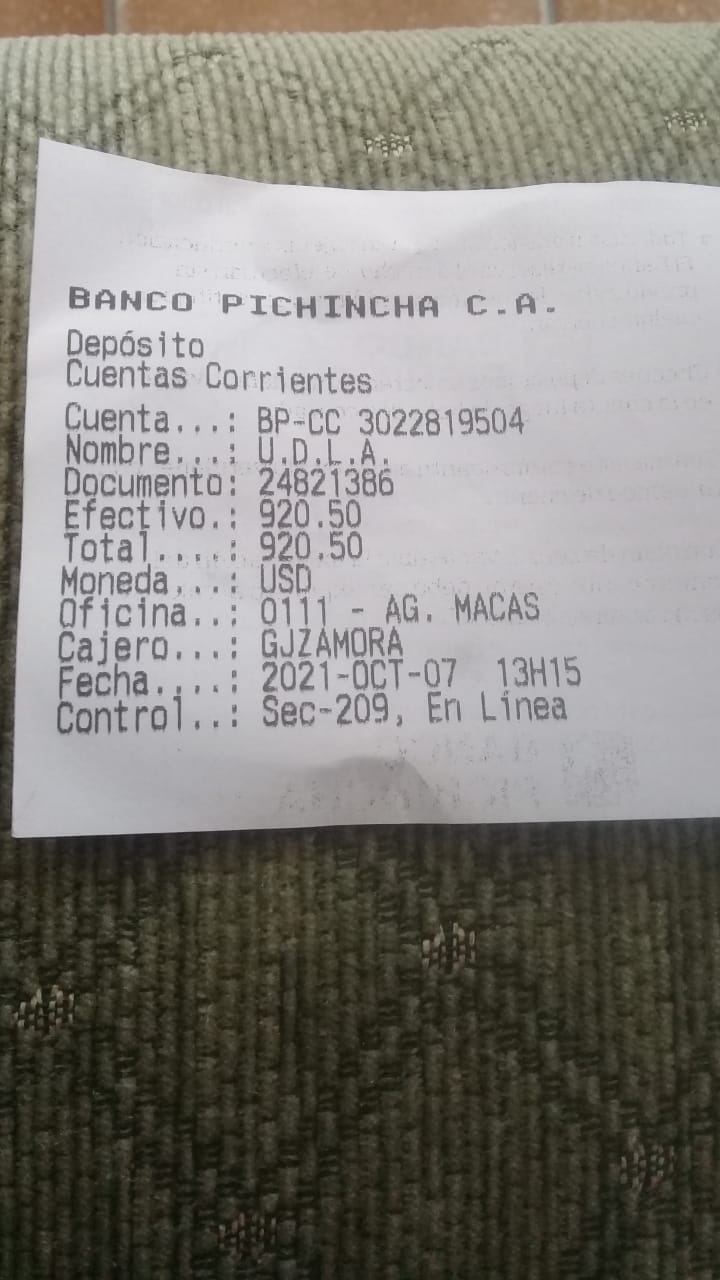 BANCO PICHINCHA C.A.
Depósito
Cuentas Corrientes
Cuenta...: BP-CC 3022819504
Nombre...: U.D.L.A.
Documento: 24821386
Efectivo.: 920.50
Total....: 920.50
Moneda...: USD
Oficina..: 0111 - AG. MACAS
Cajero...: GJZAMORA
Fecha....: 2021-OCT-07 13H15
Control..: Sec-209, En Línea